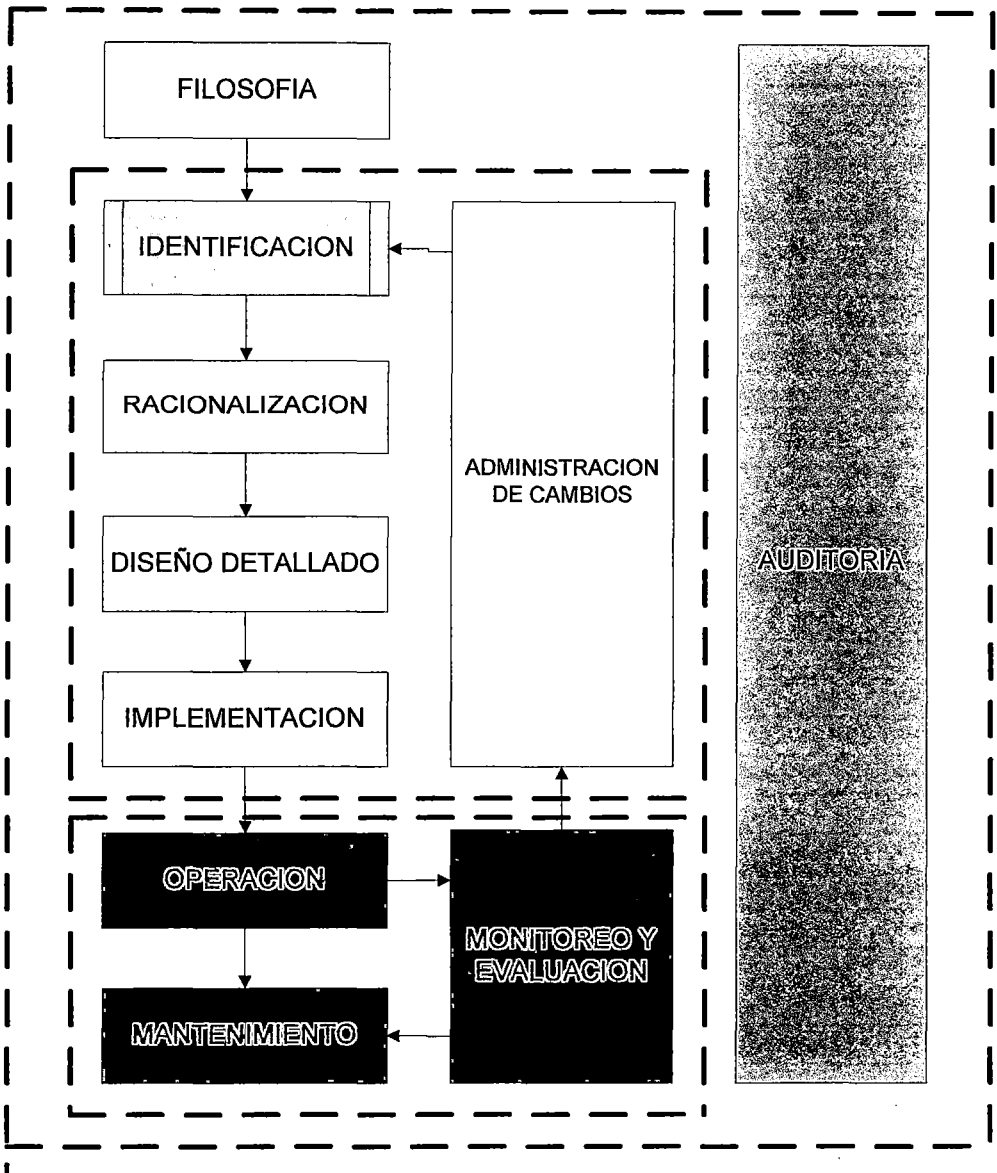 FILOSOFIA
IDENTIFICACION
RACIONALIZACION
DISEÑO DETALLADO
IMPLEMENTACION
ADMINISTRACION
DE CAMBIOS
OPERACION
MANTENIMIENTO
MONITOREO Y
EVALUACION
AUDITORIA